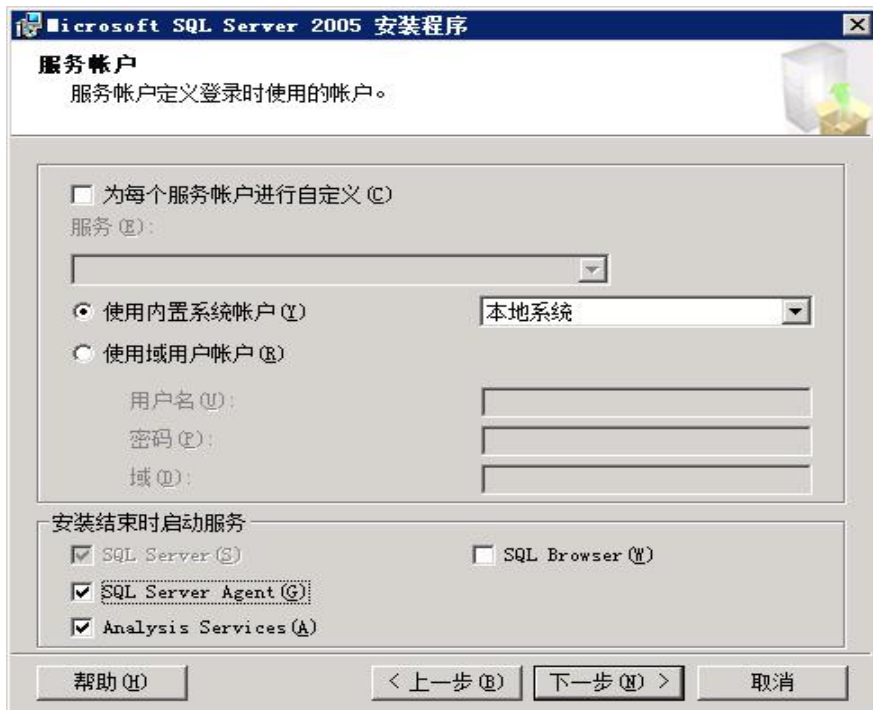 Microsoft SQL Server 2005 安装程序
服务帐户
服务帐户定义登录时使用的帐户。
为每个服务帐户进行自定义(C)
服务(E):
使用内置系统帐户(Y) 本地系统
使用域用户帐户(R)
用户名(U):
密码(P):
域(D):
安装结束时启动服务
SQL Server(S) SQL Browser(W)
SQL Server Agent(G)
Analysis Services(A)
帮助(H) < 上一步(B) 下一步(N) > 取消